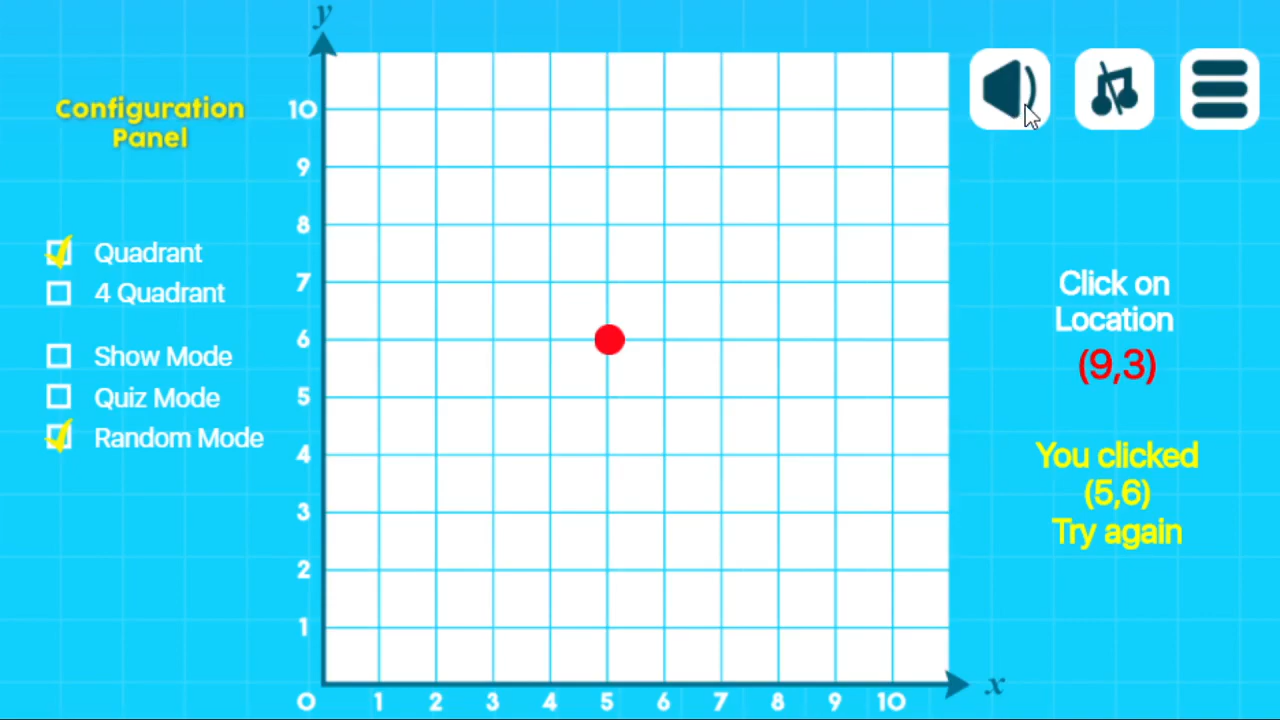 y
Configuration
Panel
Quadrant
4 Quadrant
Show Mode
Quiz Mode
Random Mode
10
9
8
7
6
5
4
3
2
1
0 1 2 3 4 5 6 7 8 9 10
x
Click on
Location
(9,3)
You clicked
(5,6)
Try again